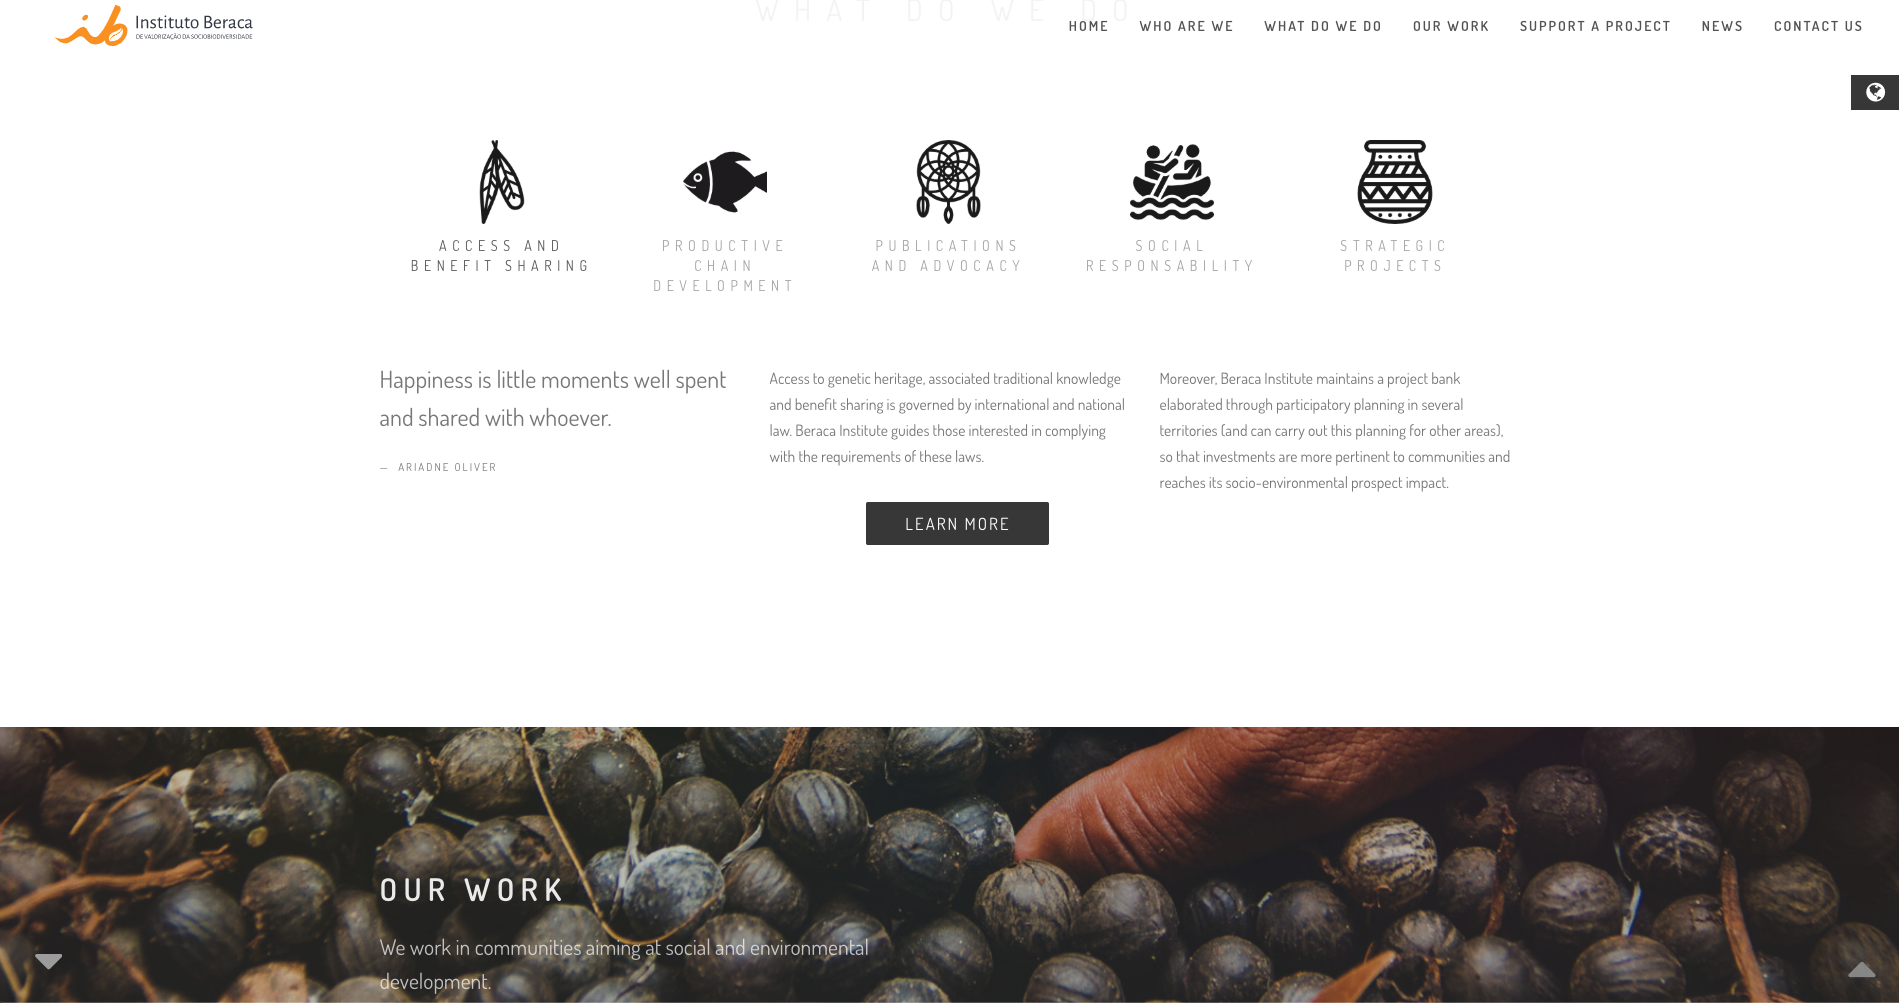 WHAT DO WE DO
Instituto Beraca
DE VALORIZAÇÃO DA SOCIOBIODIVERSIDADE
HOME WHO ARE WE WHAT DO WE DO OUR WORK SUPPORT A PROJECT NEWS CONTACT US
ACCESS AND
BENEFIT SHARING
PRODUCTIVE
CHAIN
DEVELOPMENT
PUBLICATIONS
AND ADVOCACY
SOCIAL
RESPONSABILITY
STRATEGIC
PROJECTS
Happiness is little moments well spent
and shared with whoever.
— ARIADNE OLIVER
Access to genetic heritage, associated traditional knowledge
and benefit sharing is governed by international and national
law. Beraca Institute guides those interested in complying
with the requirements of these laws.
LEARN MORE
Moreover, Beraca Institute maintains a project bank
elaborated through participatory planning in several
territories (and can carry out this planning for other areas),
so that investments are more pertinent to communities and
reaches its socio-environmental prospect impact.
OUR WORK
We work in communities aiming at social and environmental
development.